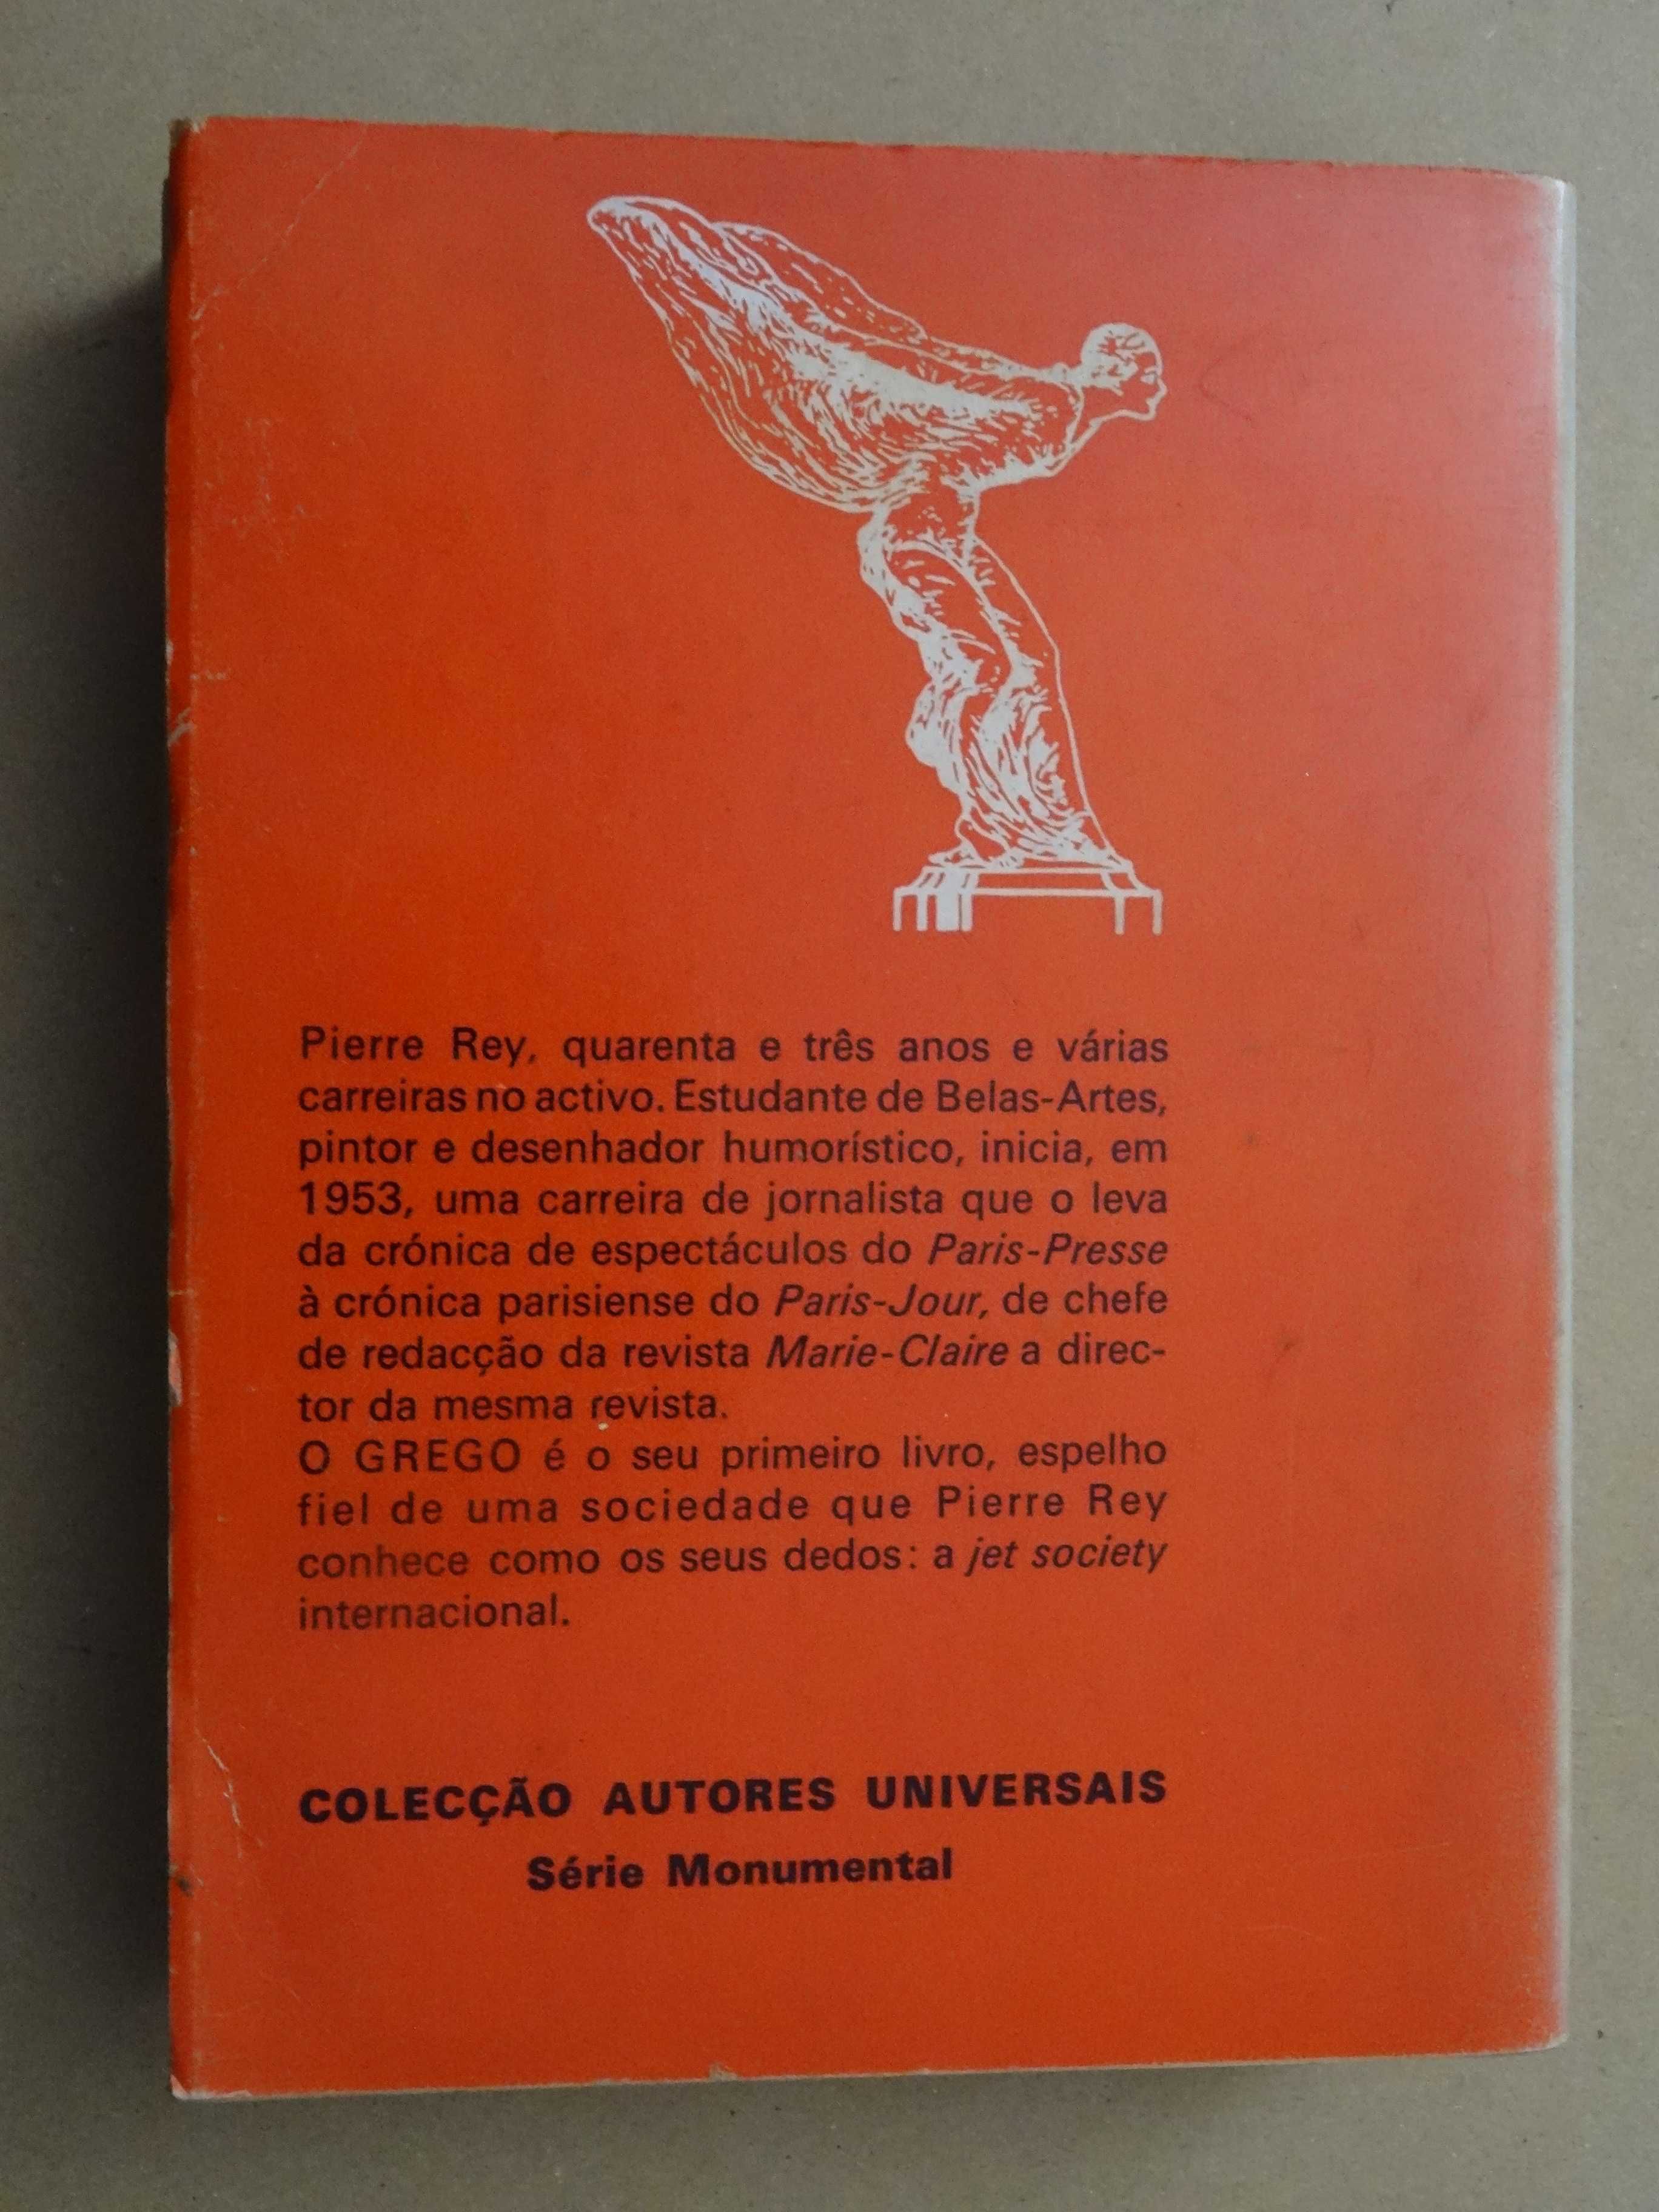 Pierre Rey, quarenta e três anos e várias
carreiras no activo. Estudante de Belas-Artes,
pintor e desenhador humorístico, inicia, em
1953, uma carreira de jornalista que o leva
da crónica de espectáculos do Paris-Presse
à crónica parisiense do Paris-Jour, de chefe
de redacção da revista Marie-Claire a direc-
tor da mesma revista.
O GREGO é o seu primeiro livro, espelho
fiel de uma sociedade que Pierre Rey
conhece como os seus dedos: a jet society
internacional.
COLECÇÃO AUTORES UNIVERSAIS
Série Monumental